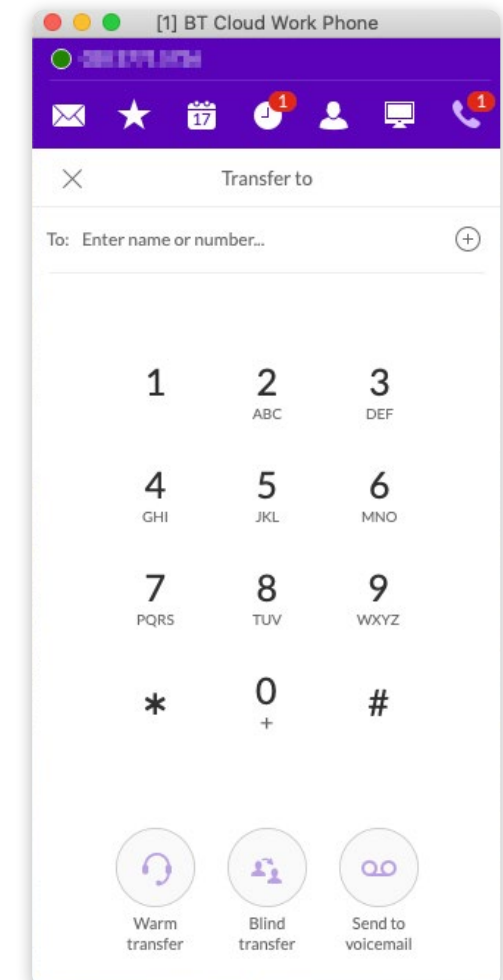 [1] BT Cloud Work Phone
17
1
1
Transfer to
To: Enter name or number...
1 2 3
ABC DEF
4 5 6
GHI JKL MNO
7 8 9
PQRS TUV WXYZ
* 0 #
+
Warm Blind Send to
transfer transfer voicemail